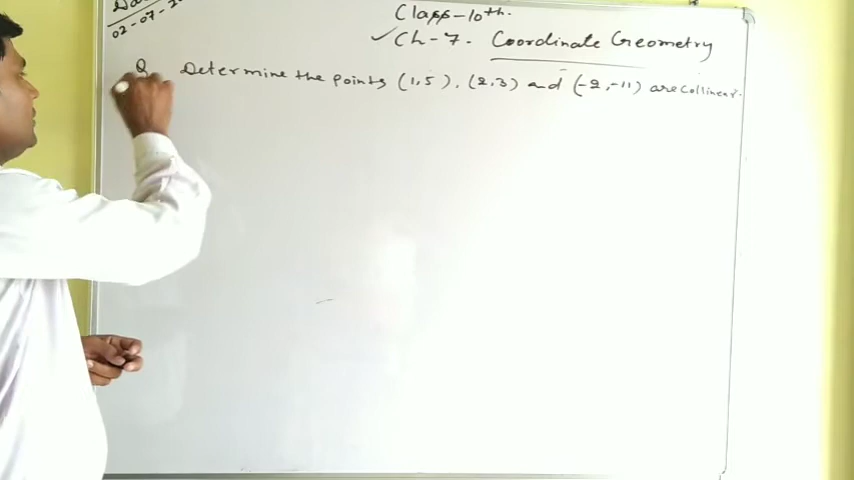 02-07-2
Class-10th.
✓ Ch-7. Coordinate Geometry
Q Determine the points (1,5), (2,3) and (-2,-11) are collinear.